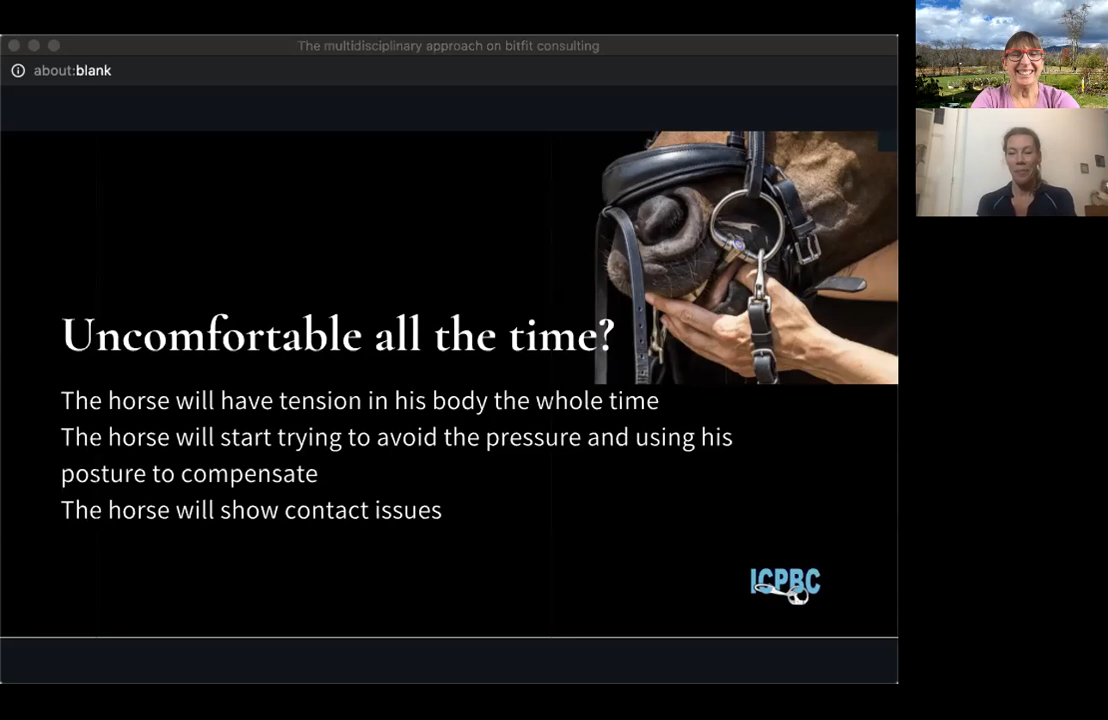 The multidisciplinary approach on bitfit consulting
about:blank
Uncomfortable all the time?
The horse will have tension in his body the whole time
The horse will start trying to avoid the pressure and using his
posture to compensate
The horse will show contact issues
ICPBC